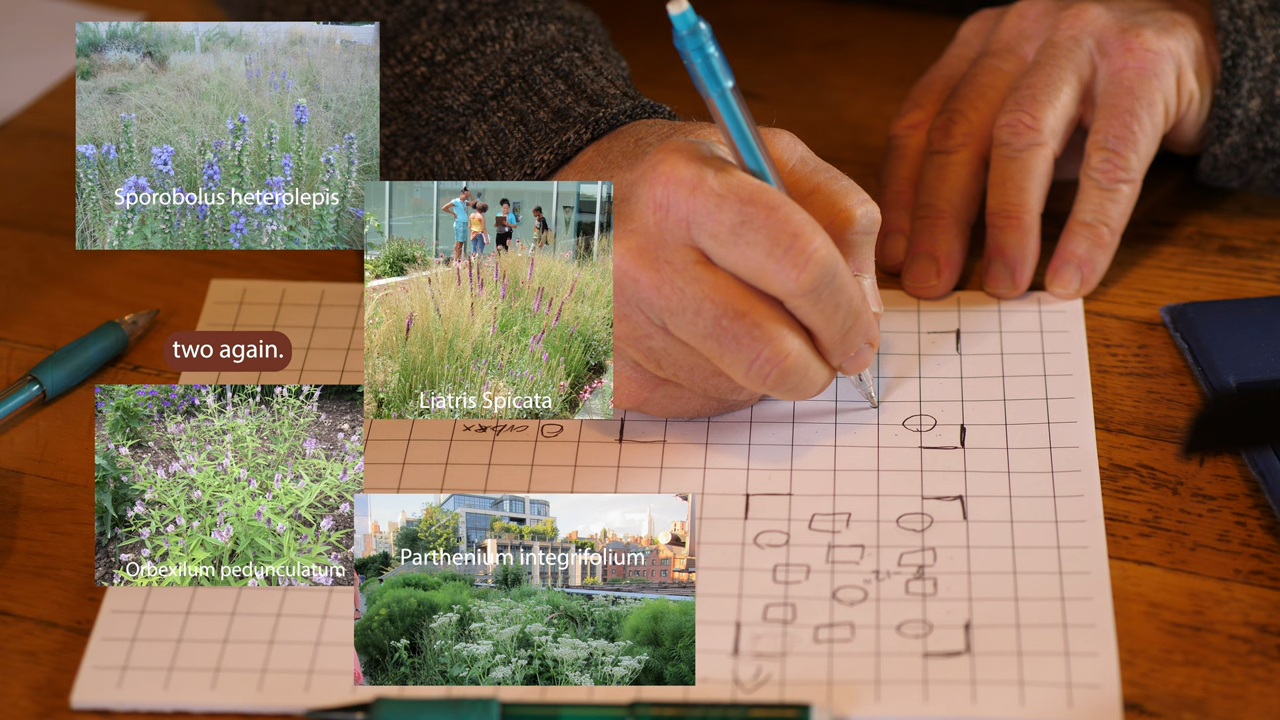 Sporobolus heterolepis
Liatris Spicata
two again.
Orbexilum pedunculatum
Parthenium integrifolium